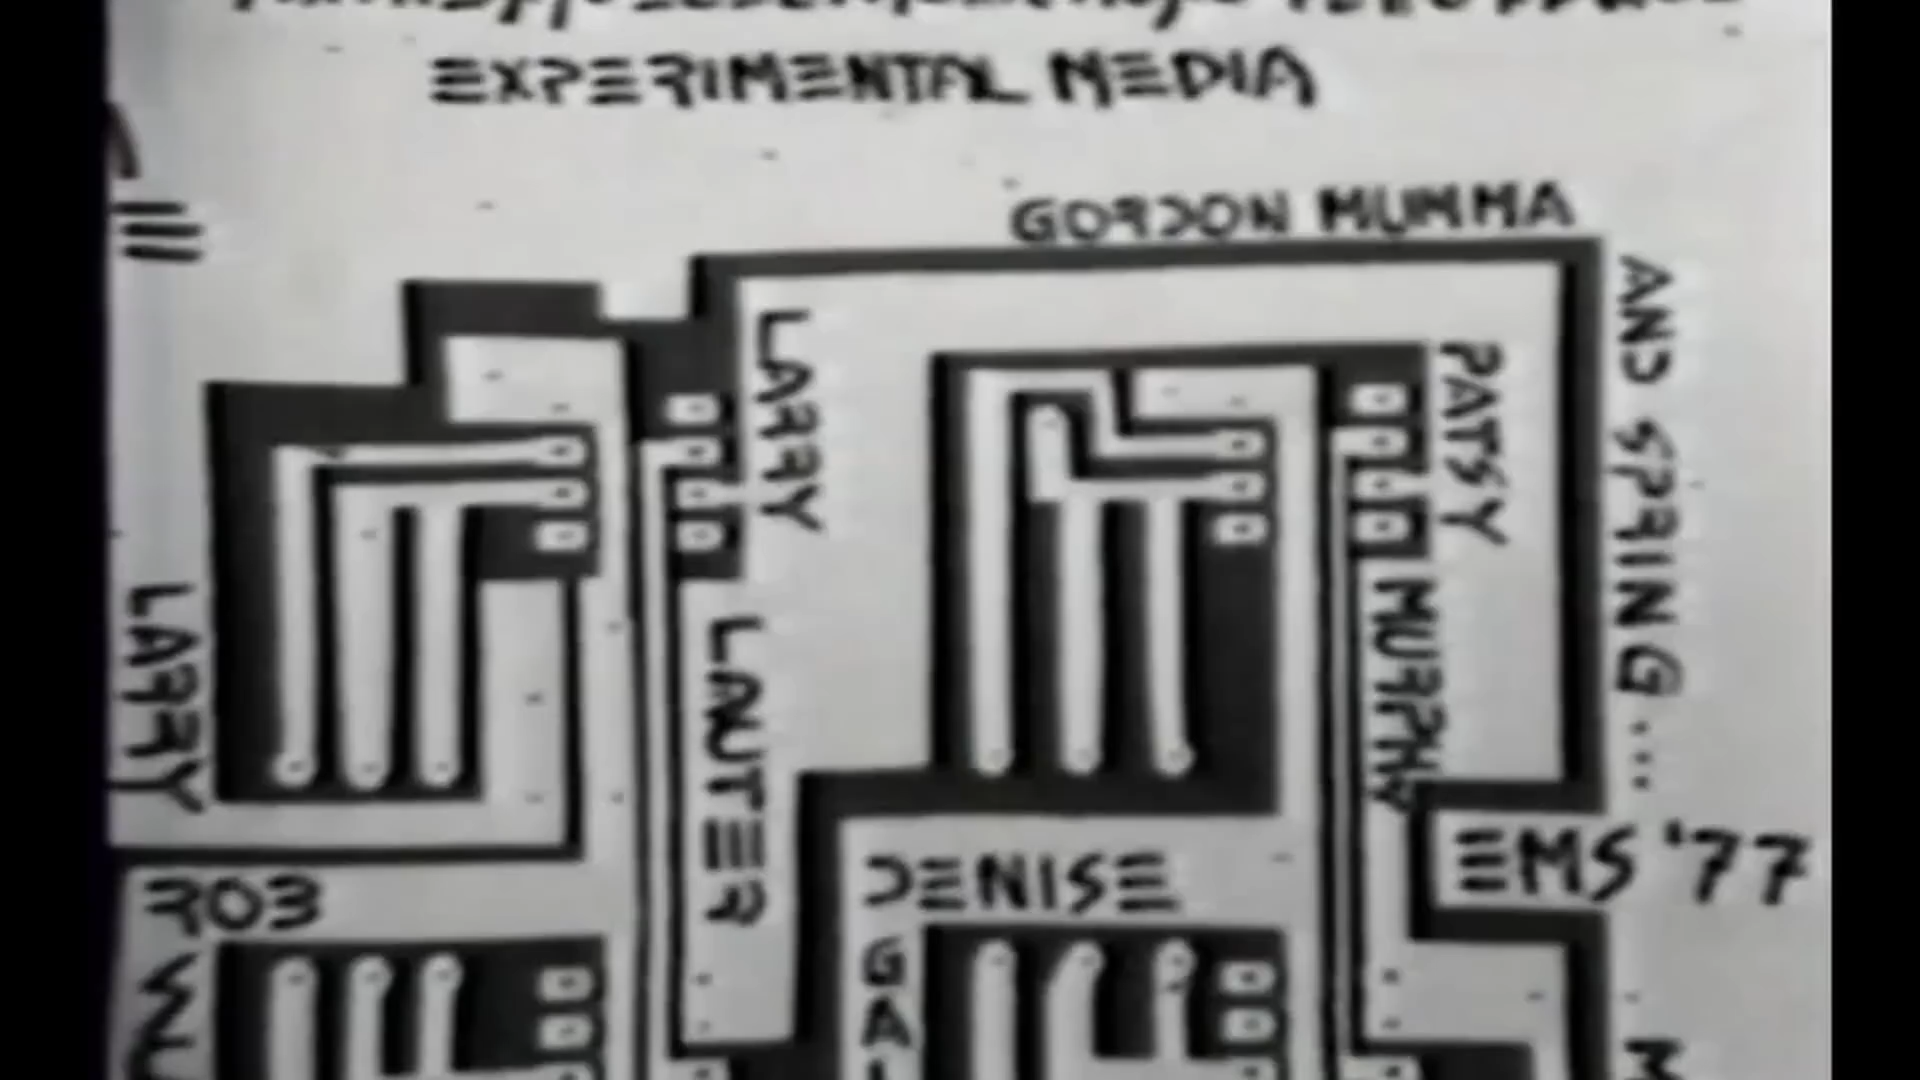 EXPERIMENTAL MEDIA
GORDON MUMMA
AND SPRING...
LARRY
LAUTER
PATSY
MURPHY
LARRY
EMS '77
ROB
DENISE